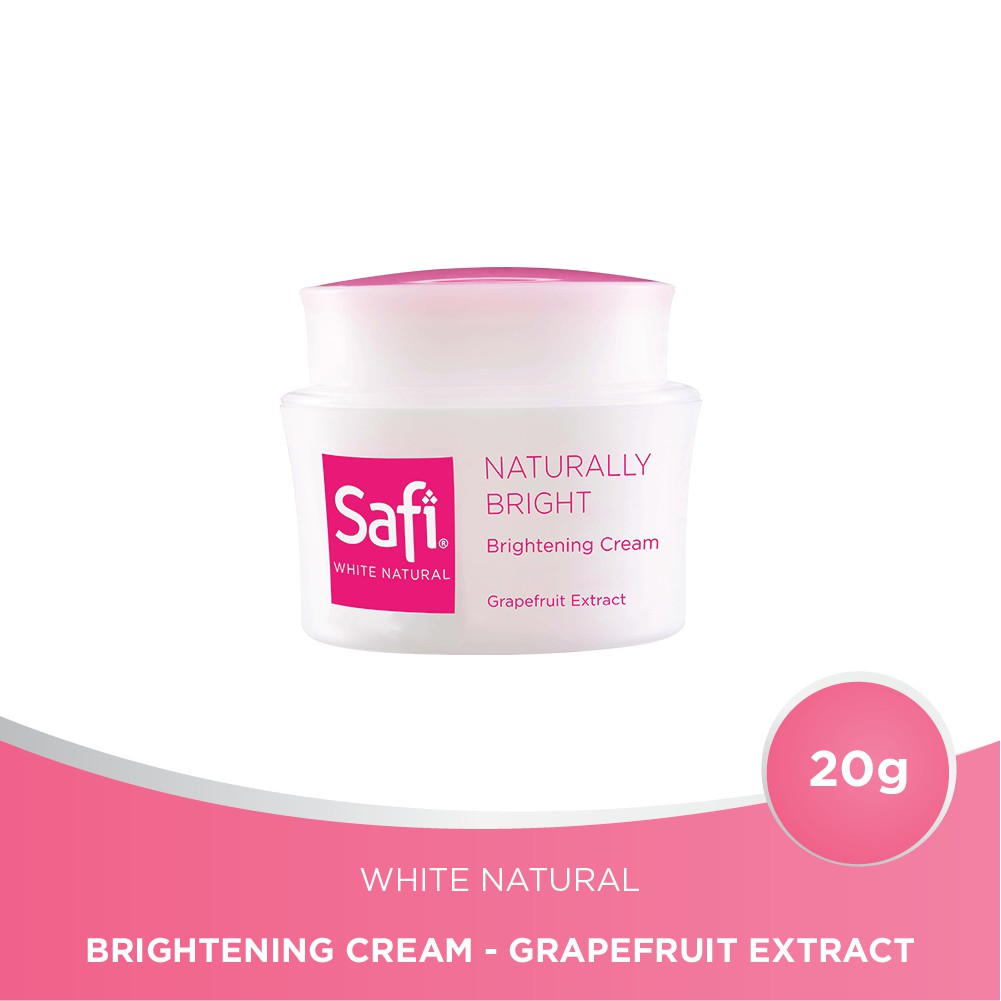 Safi®
WHITE NATURAL
NATURALLY
BRIGHT
Brightening Cream
Grapefruit Extract
20g
WHITE NATURAL
BRIGHTENING CREAM - GRAPEFRUIT EXTRACT